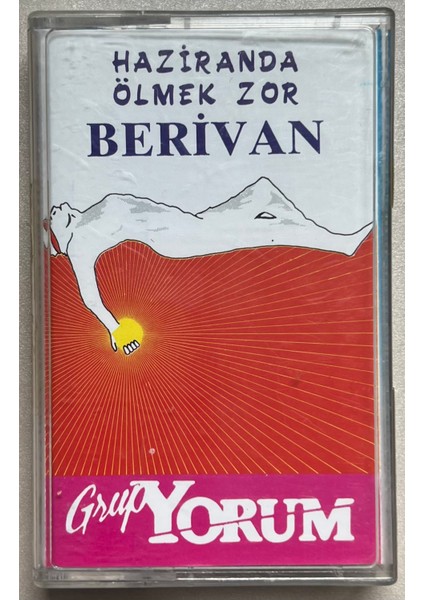 HAZİRANDA
ÖLMEK ZOR
BERİVAN
Grup YORUM